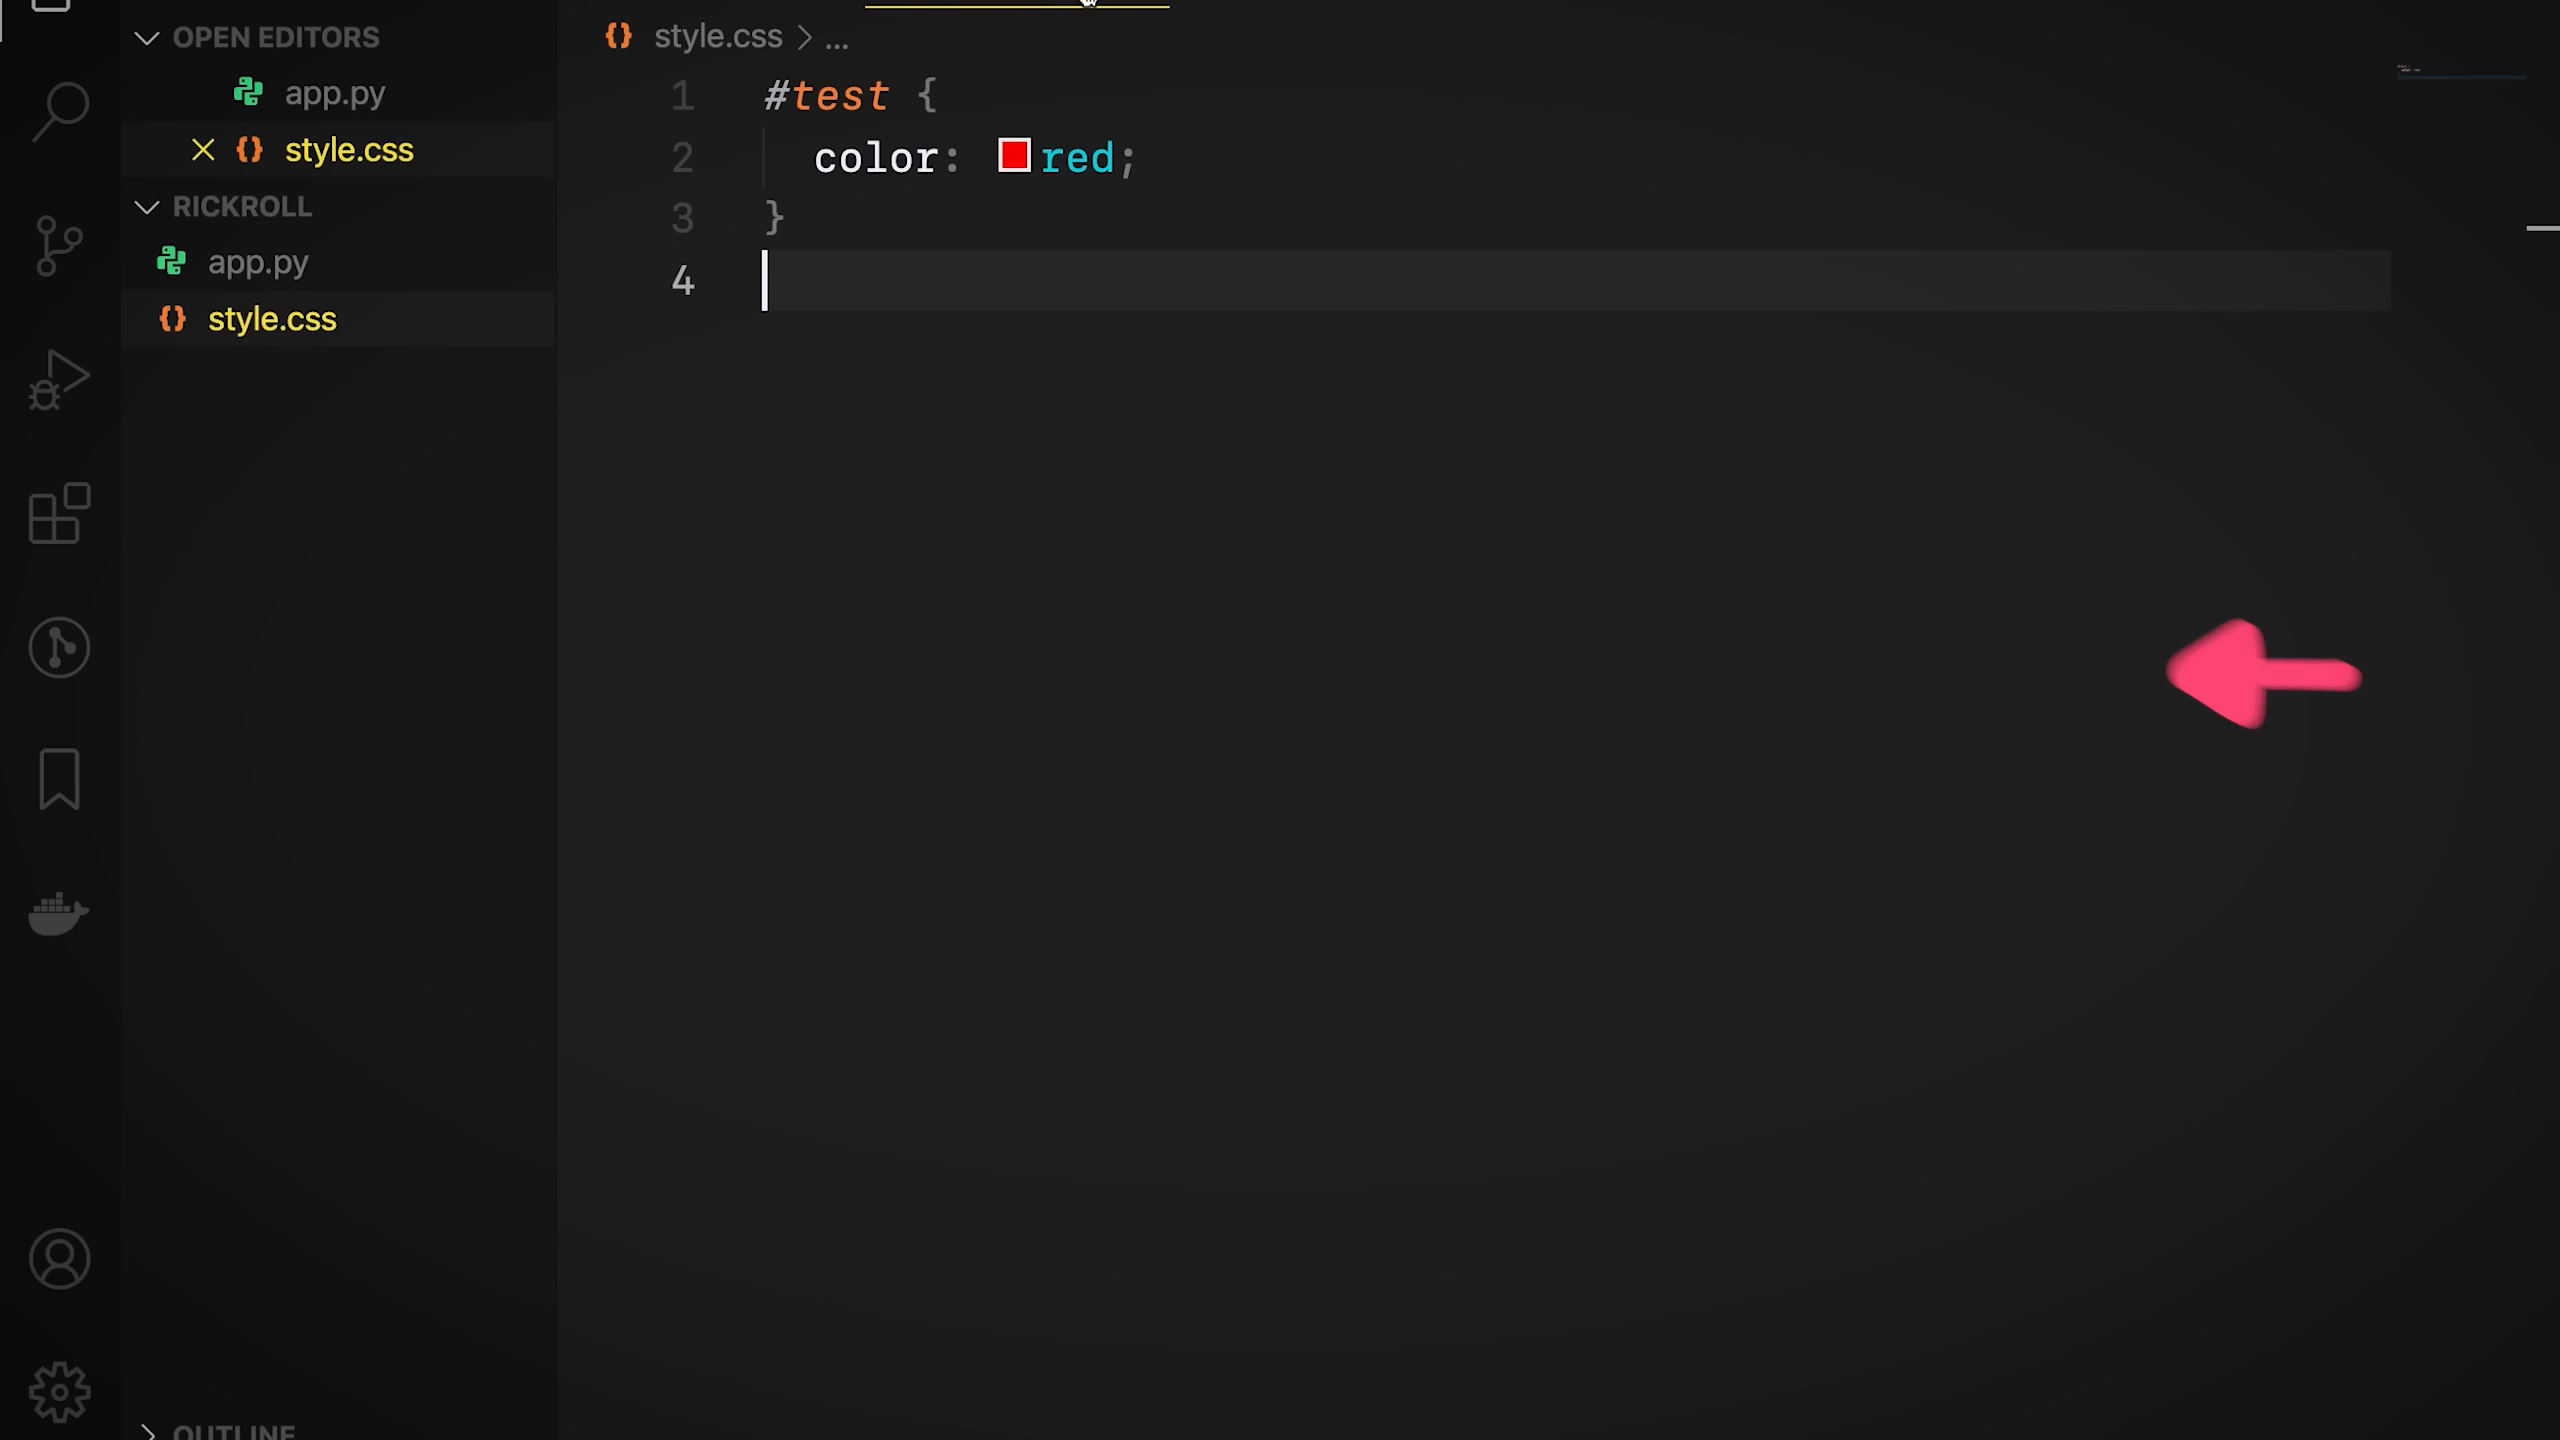 OPEN EDITORS
app.py
style.css
RICKROLL
app.py
style.css
OUTLINE
style.css > ...
1 #test {
2 color: red;
3 }
4